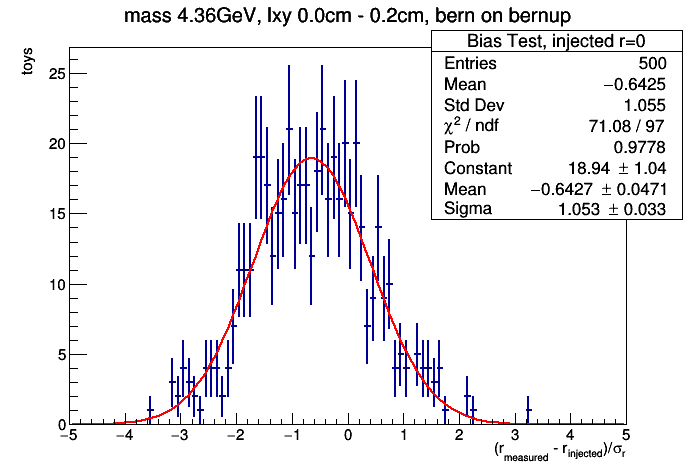 mass 4.36GeV, lxy 0.0cm - 0.2cm, bern on bernup
Bias Test, injected r=0
Entries 500
Mean −0.6425
Std Dev 1.055
χ² / ndf 71.08 / 97
Prob 0.9778
Constant 18.94 ± 1.04
Mean −0.6427 ± 0.0471
Sigma 1.053 ± 0.033
toys
25
20
15
10
5
0
−5 −4 −3 −2 −1 0 1 2 3 4 5
(r_measured - r_injected)/σ_r